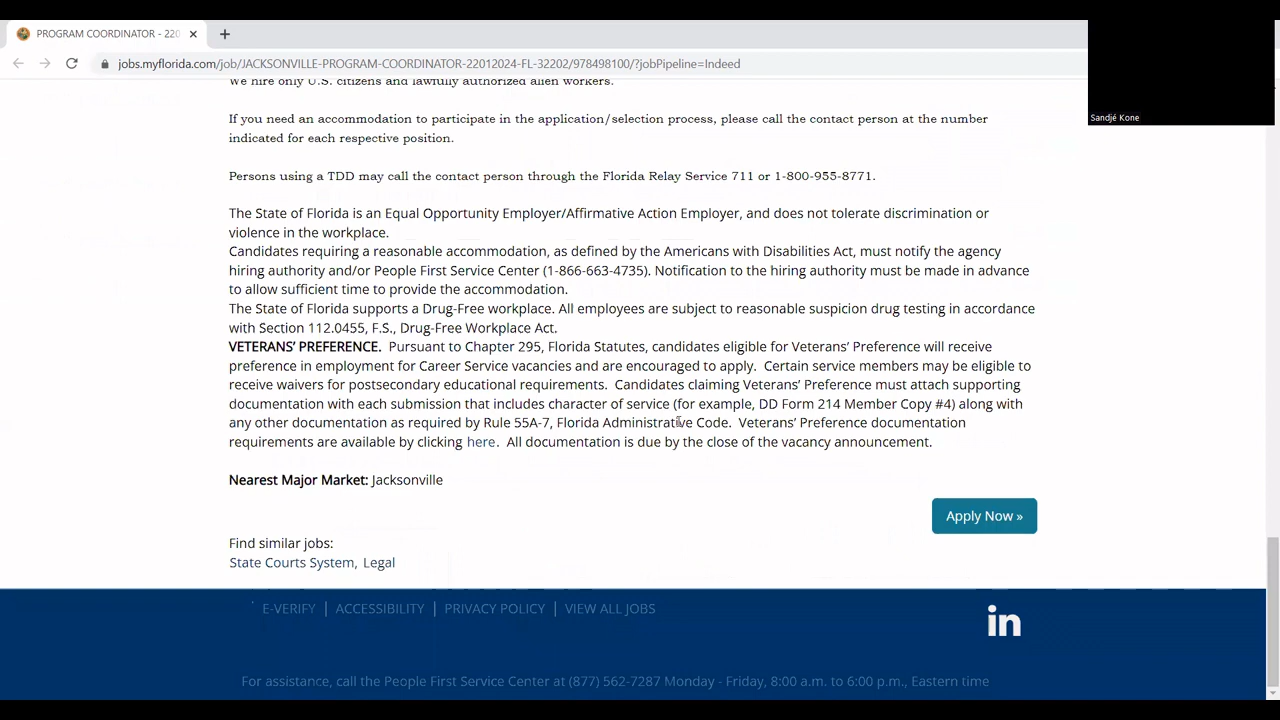 PROGRAM COORDINATOR - 220
jobs.myflorida.com/job/JACKSONVILLE-PROGRAM-COORDINATOR-22012024-FL-32202/978498100/?jobPipeline=Indeed
Sandjé Kone
We hire only U.S. citizens and lawfully authorized alien workers.
If you need an accommodation to participate in the application/selection process, please call the contact person at the number
indicated for each respective position.
Persons using a TDD may call the contact person through the Florida Relay Service 711 or 1-800-955-8771.
The State of Florida is an Equal Opportunity Employer/Affirmative Action Employer, and does not tolerate discrimination or
violence in the workplace.
Candidates requiring a reasonable accommodation, as defined by the Americans with Disabilities Act, must notify the agency
hiring authority and/or People First Service Center (1-866-663-4735). Notification to the hiring authority must be made in advance
to allow sufficient time to provide the accommodation.
The State of Florida supports a Drug-Free workplace. All employees are subject to reasonable suspicion drug testing in accordance
with Section 112.0455, F.S., Drug-Free Workplace Act.
VETERANS’ PREFERENCE. Pursuant to Chapter 295, Florida Statutes, candidates eligible for Veterans’ Preference will receive
preference in employment for Career Service vacancies and are encouraged to apply. Certain service members may be eligible to
receive waivers for postsecondary educational requirements. Candidates claiming Veterans’ Preference must attach supporting
documentation with each submission that includes character of service (for example, DD Form 214 Member Copy #4) along with
any other documentation as required by Rule 55A-7, Florida Administrative Code. Veterans’ Preference documentation
requirements are available by clicking here. All documentation is due by the close of the vacancy announcement.
Nearest Major Market: Jacksonville
Apply Now »
Find similar jobs:
State Courts System, Legal
E-VERIFY | ACCESSIBILITY | PRIVACY POLICY | VIEW ALL JOBS
in
For assistance, call the People First Service Center at (877) 562-7287 Monday - Friday, 8:00 a.m. to 6:00 p.m., Eastern time